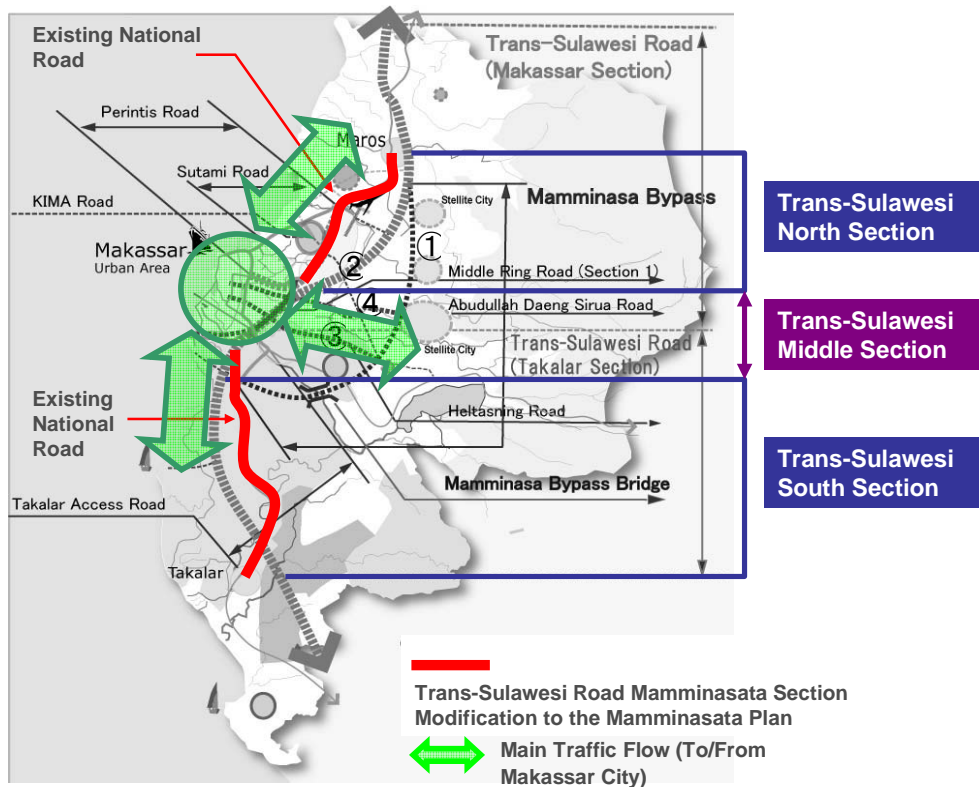 Existing National
Road
Trans-Sulawesi Road
(Makassar Section)
Perintis Road
Maros
Sutami Road
KIMA Road
Stellite City
Mamminasa Bypass
Trans-Sulawesi
North Section
Makassar
Urban Area
①
②
Middle Ring Road (Section 1)
④
Abudullah Daeng Sirua Road
③
Stellite City
Trans-Sulawesi Road
(Takalar Section)
Trans-Sulawesi
Middle Section
Existing
National
Road
Heltasning Road
Trans-Sulawesi
South Section
Mamminasa Bypass Bridge
Takalar Access Road
Takalar
Trans-Sulawesi Road Mamminasata Section
Modification to the Mamminasata Plan
Main Traffic Flow (To/From
Makassar City)